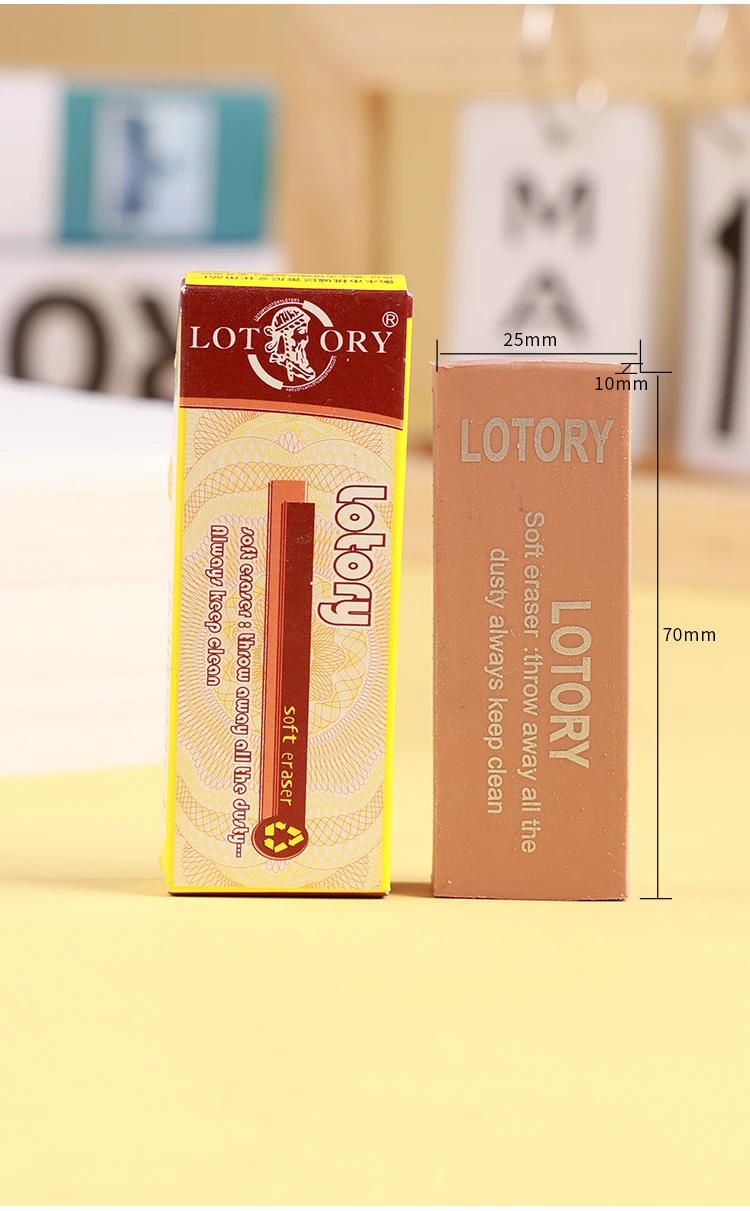 LOTORY®
lotory
soft eraser
soft eraser : throw away all the dusty...
Always keep clean
25mm
10mm
70mm
LOTORY
LOTORY
Soft eraser :throw away all the
dusty always keep clean
M
A
1